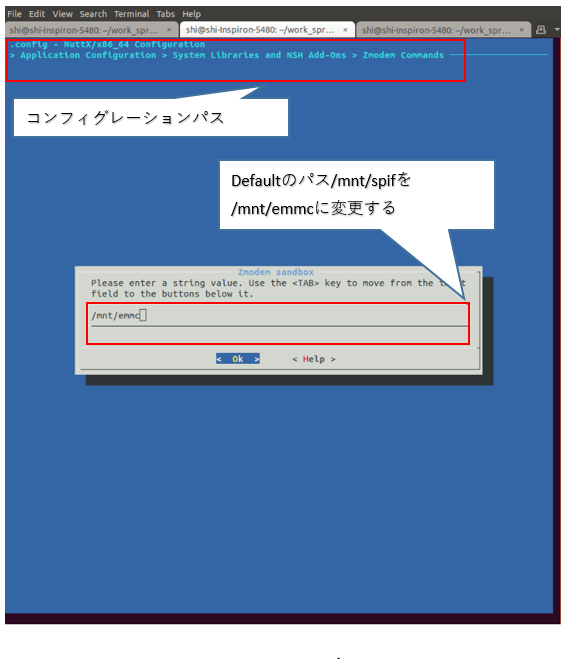 File Edit View Search Terminal Tabs Help
shi@shi-Inspiron-5480: ~/work_spr... × shi@shi-Inspiron-5480: ~/work_spr... × shi@shi-Inspiron-5480: ~/work_spr... ×
.config - NuttX/x86_64 Configuration
> Application Configuration > System Libraries and NSH Add-Ons > Zmodem Commands
コンフィグレーションパス
Defaultのパス/mnt/spifを
/mnt/emmcに変更する
Zmodem sandbox
Please enter a string value. Use the <TAB> key to move from the
field to the buttons below it.
/mnt/emmc
< Ok > < Help >